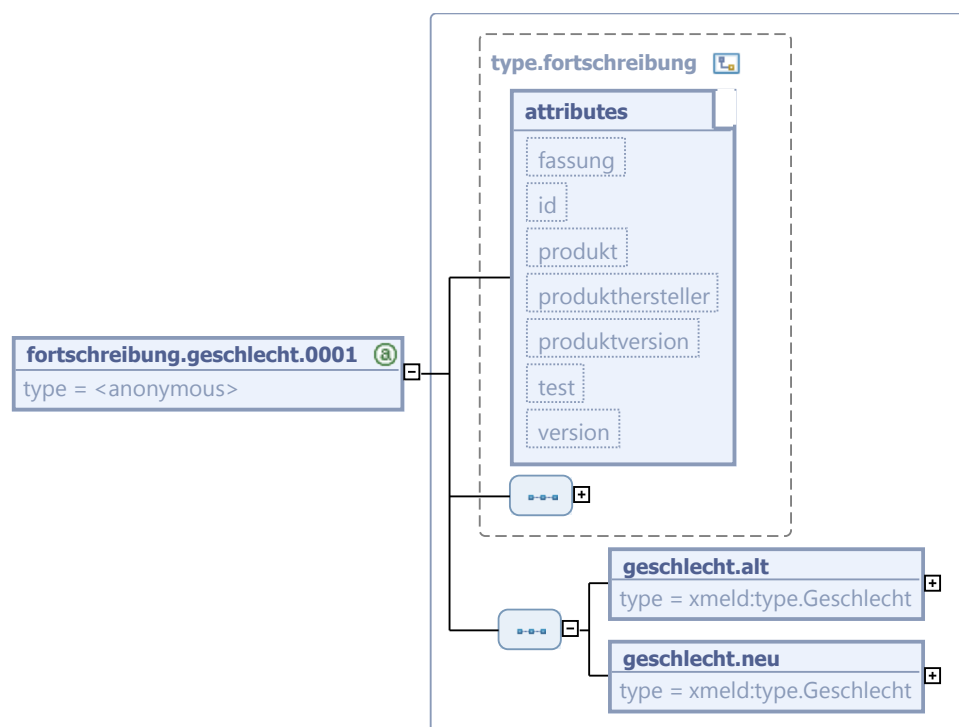 type.fortschreibung
attributes
fassung
id
produkt
produkthersteller
produktversion
test
version
fortschreibung.geschlecht.0001 a
type = <anonymous>
geschlecht.alt
type = xmeld:type.Geschlecht
geschlecht.neu
type = xmeld:type.Geschlecht